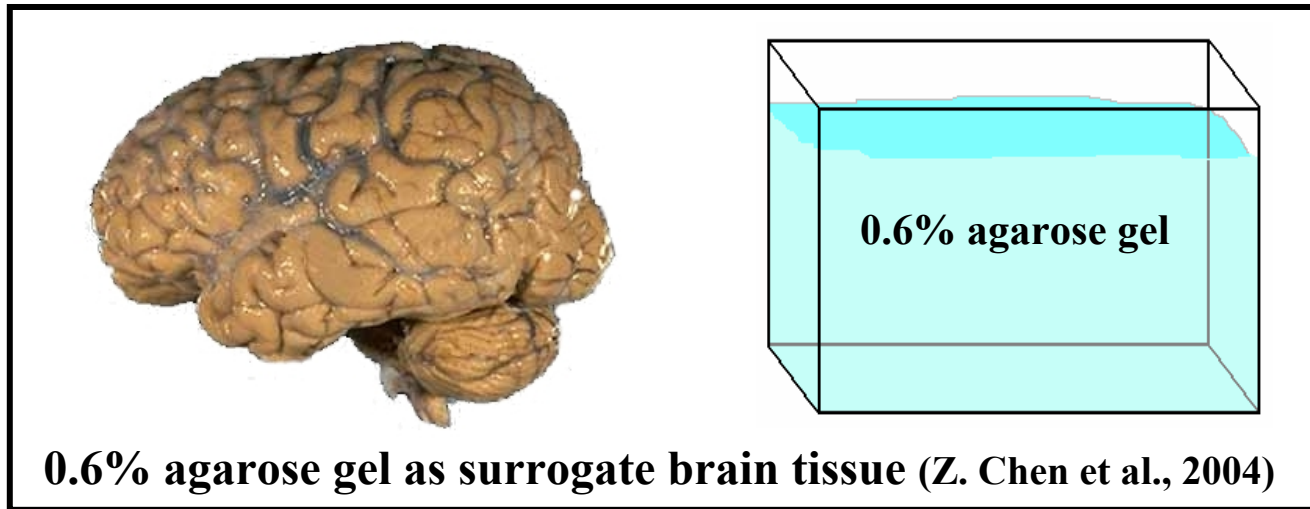 0.6% agarose gel
0.6% agarose gel as surrogate brain tissue (Z. Chen et al., 2004)